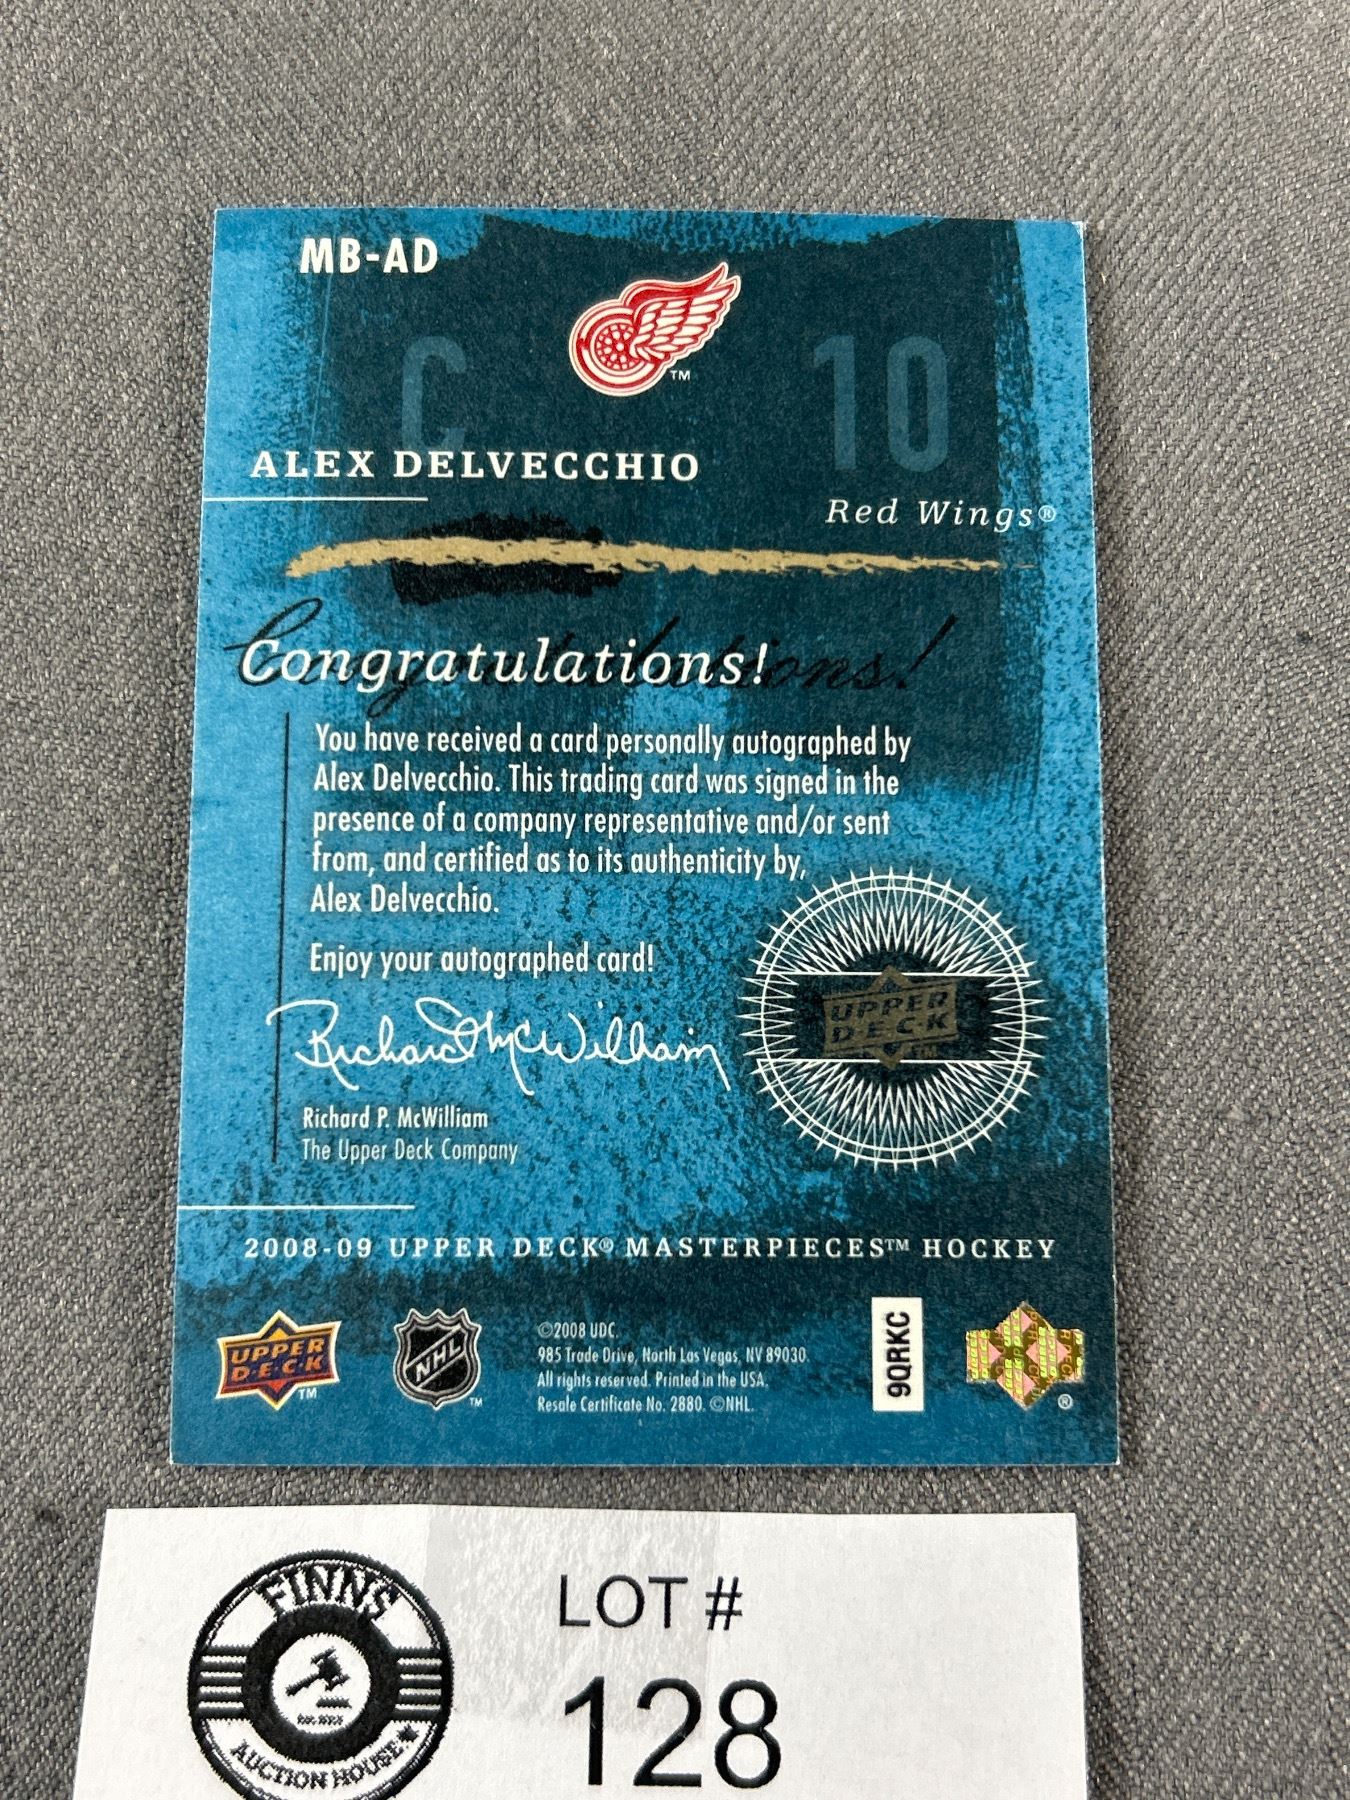 MB-AD
C 10
ALEX DELVECCHIO
Red Wings®
Congratulations!
You have received a card personally autographed by
Alex Delvecchio. This trading card was signed in the
presence of a company representative and/or sent
from, and certified as to its authenticity by,
Alex Delvecchio.
Enjoy your autographed card!
Richard McWilliam
UPPER
DECK
Richard P. McWilliam
The Upper Deck Company
2008-09 UPPER DECK® MASTERPIECES™ HOCKEY
UPPER
DECK™
NHL™
©2008 UDC.
985 Trade Drive, North Las Vegas, NV 89030.
All rights reserved. Printed in the USA.
Resale Certificate No. 2880. ©NHL.
9QRKC
®
FINNS
AUCTION HOUSE
LOT #
128